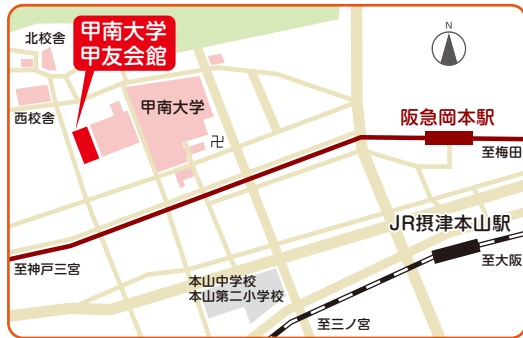 北校舎
甲南大学
甲友会館
N
西校舎
甲南大学
卍
阪急岡本駅
至梅田
JR摂津本山駅
至大阪
至神戸三宮
本山中学校
本山第二小学校
至三ノ宮